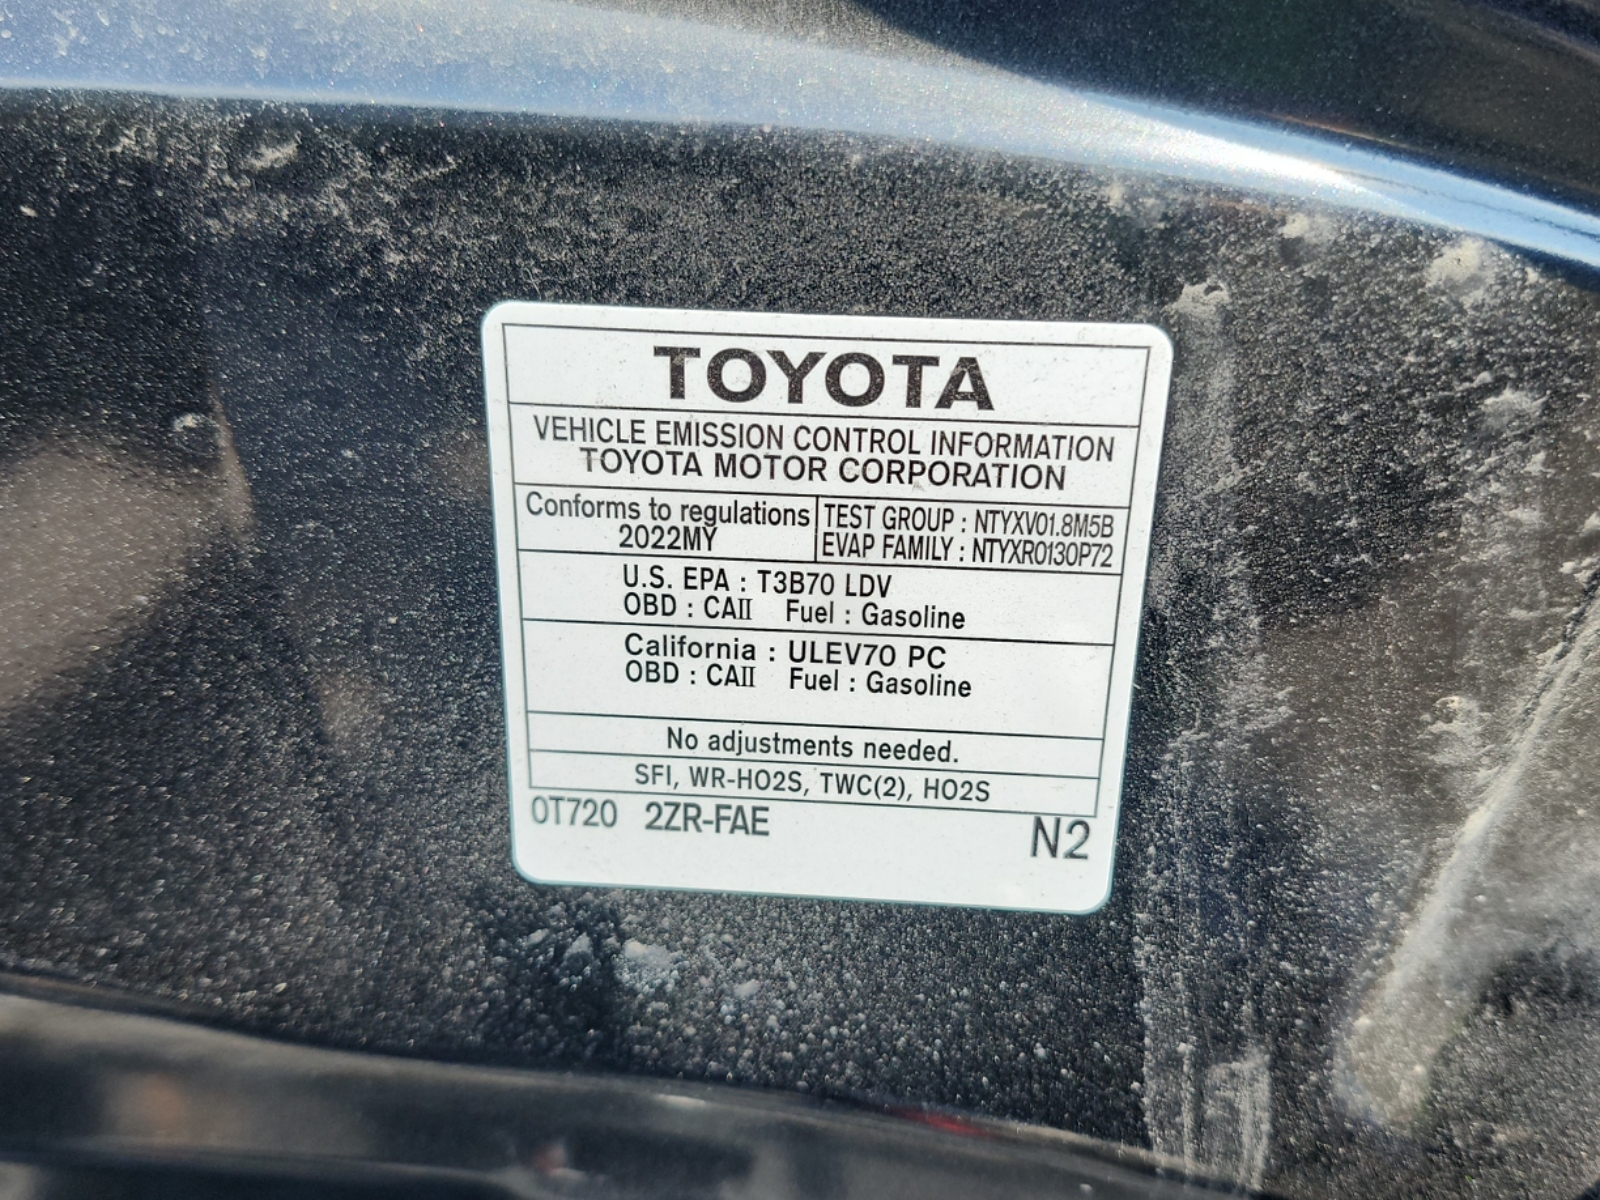 TOYOTA
VEHICLE EMISSION CONTROL INFORMATION
TOYOTA MOTOR CORPORATION
Conforms to regulations
2022MY
TEST GROUP : NTYXV01.8M5B
EVAP FAMILY : NTYXR0130P72
U.S. EPA : T3B70 LDV
OBD : CAII Fuel : Gasoline
California : ULEV70 PC
OBD : CAII Fuel : Gasoline
No adjustments needed.
SFI, WR-HO2S, TWC(2), HO2S
0T720 2ZR-FAE N2